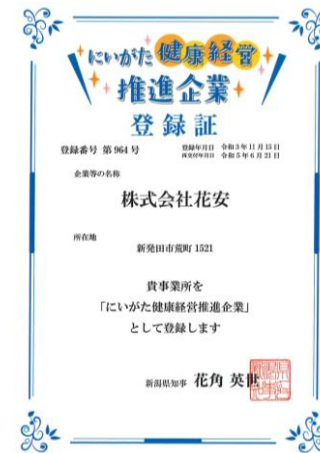 にいがた健康経営
推進企業
登録証
登録番号 第964号
登録年月日 令和3年11月15日
再交付年月日 令和5年6月21日
企業等の名称
株式会社花安
所在地
新発田市荒町1521
貴事業所を
「にいがた健康経営推進企業」
として登録します
新潟県知事 花角 英世